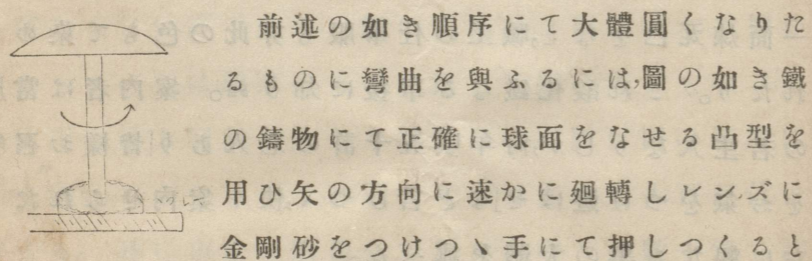 前述の如き順序にて大體圓くなりた
るものに彎曲を與ふるには,圖の如き鐵
の鑄物にて正確に球面をなせる凸型を
用ひ矢の方向に速かに廻轉しレンズに
金剛砂をつけつゝ手にて押しつくると